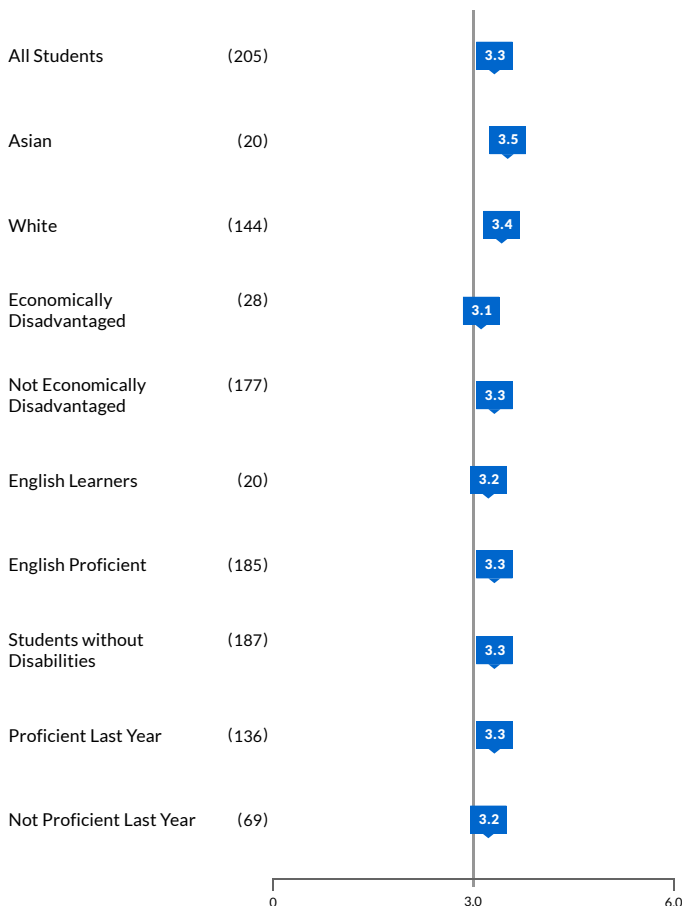 All Students (205) 3.3
Asian (20) 3.5
White (144) 3.4
Economically (28)
Disadvantaged
3.1
Not Economically (177)
Disadvantaged
3.3
English Learners (20) 3.2
English Proficient (185) 3.3
Students without (187)
Disabilities
3.3
Proficient Last Year (136) 3.3
Not Proficient Last Year (69) 3.2
0 3.0 6.0